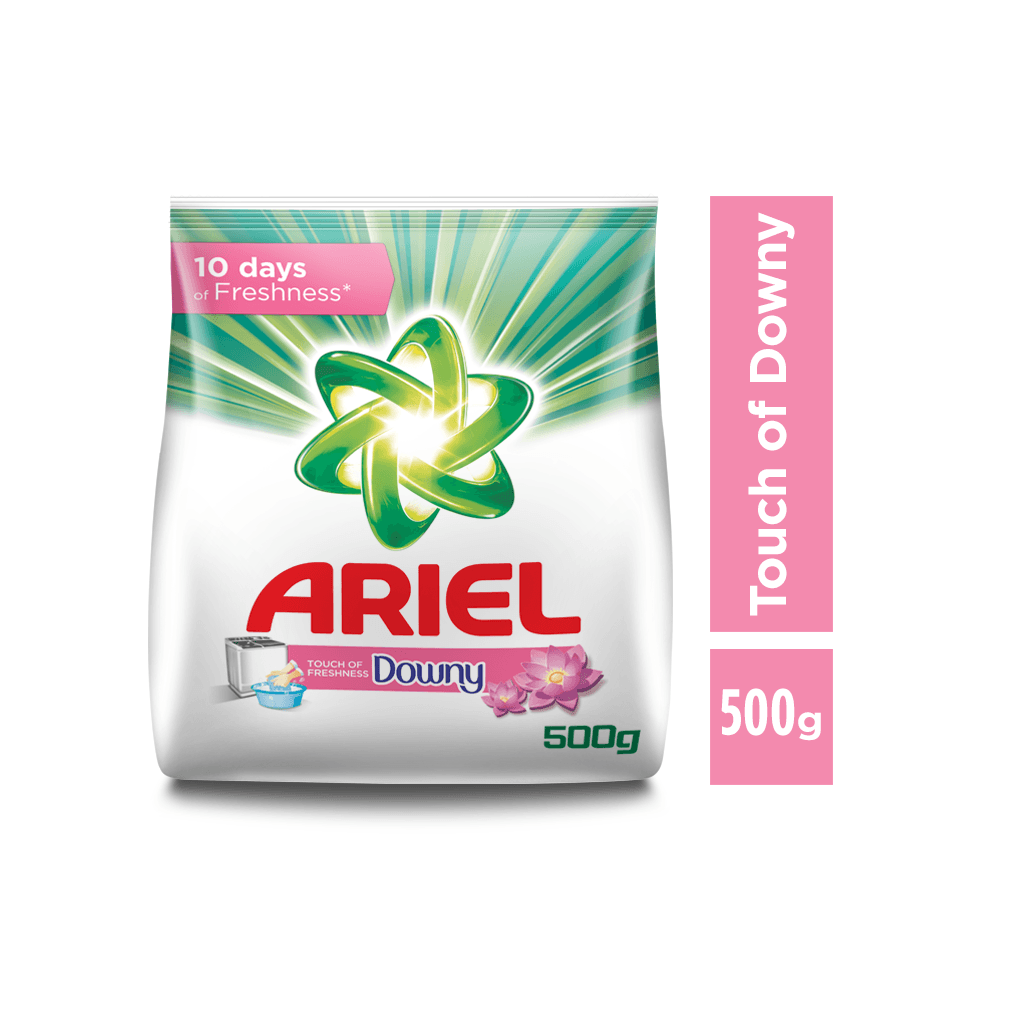 10 days
of Freshness*
ARIEL
TOUCH OF
FRESHNESS
Downy
500g
Touch of Downy
500g